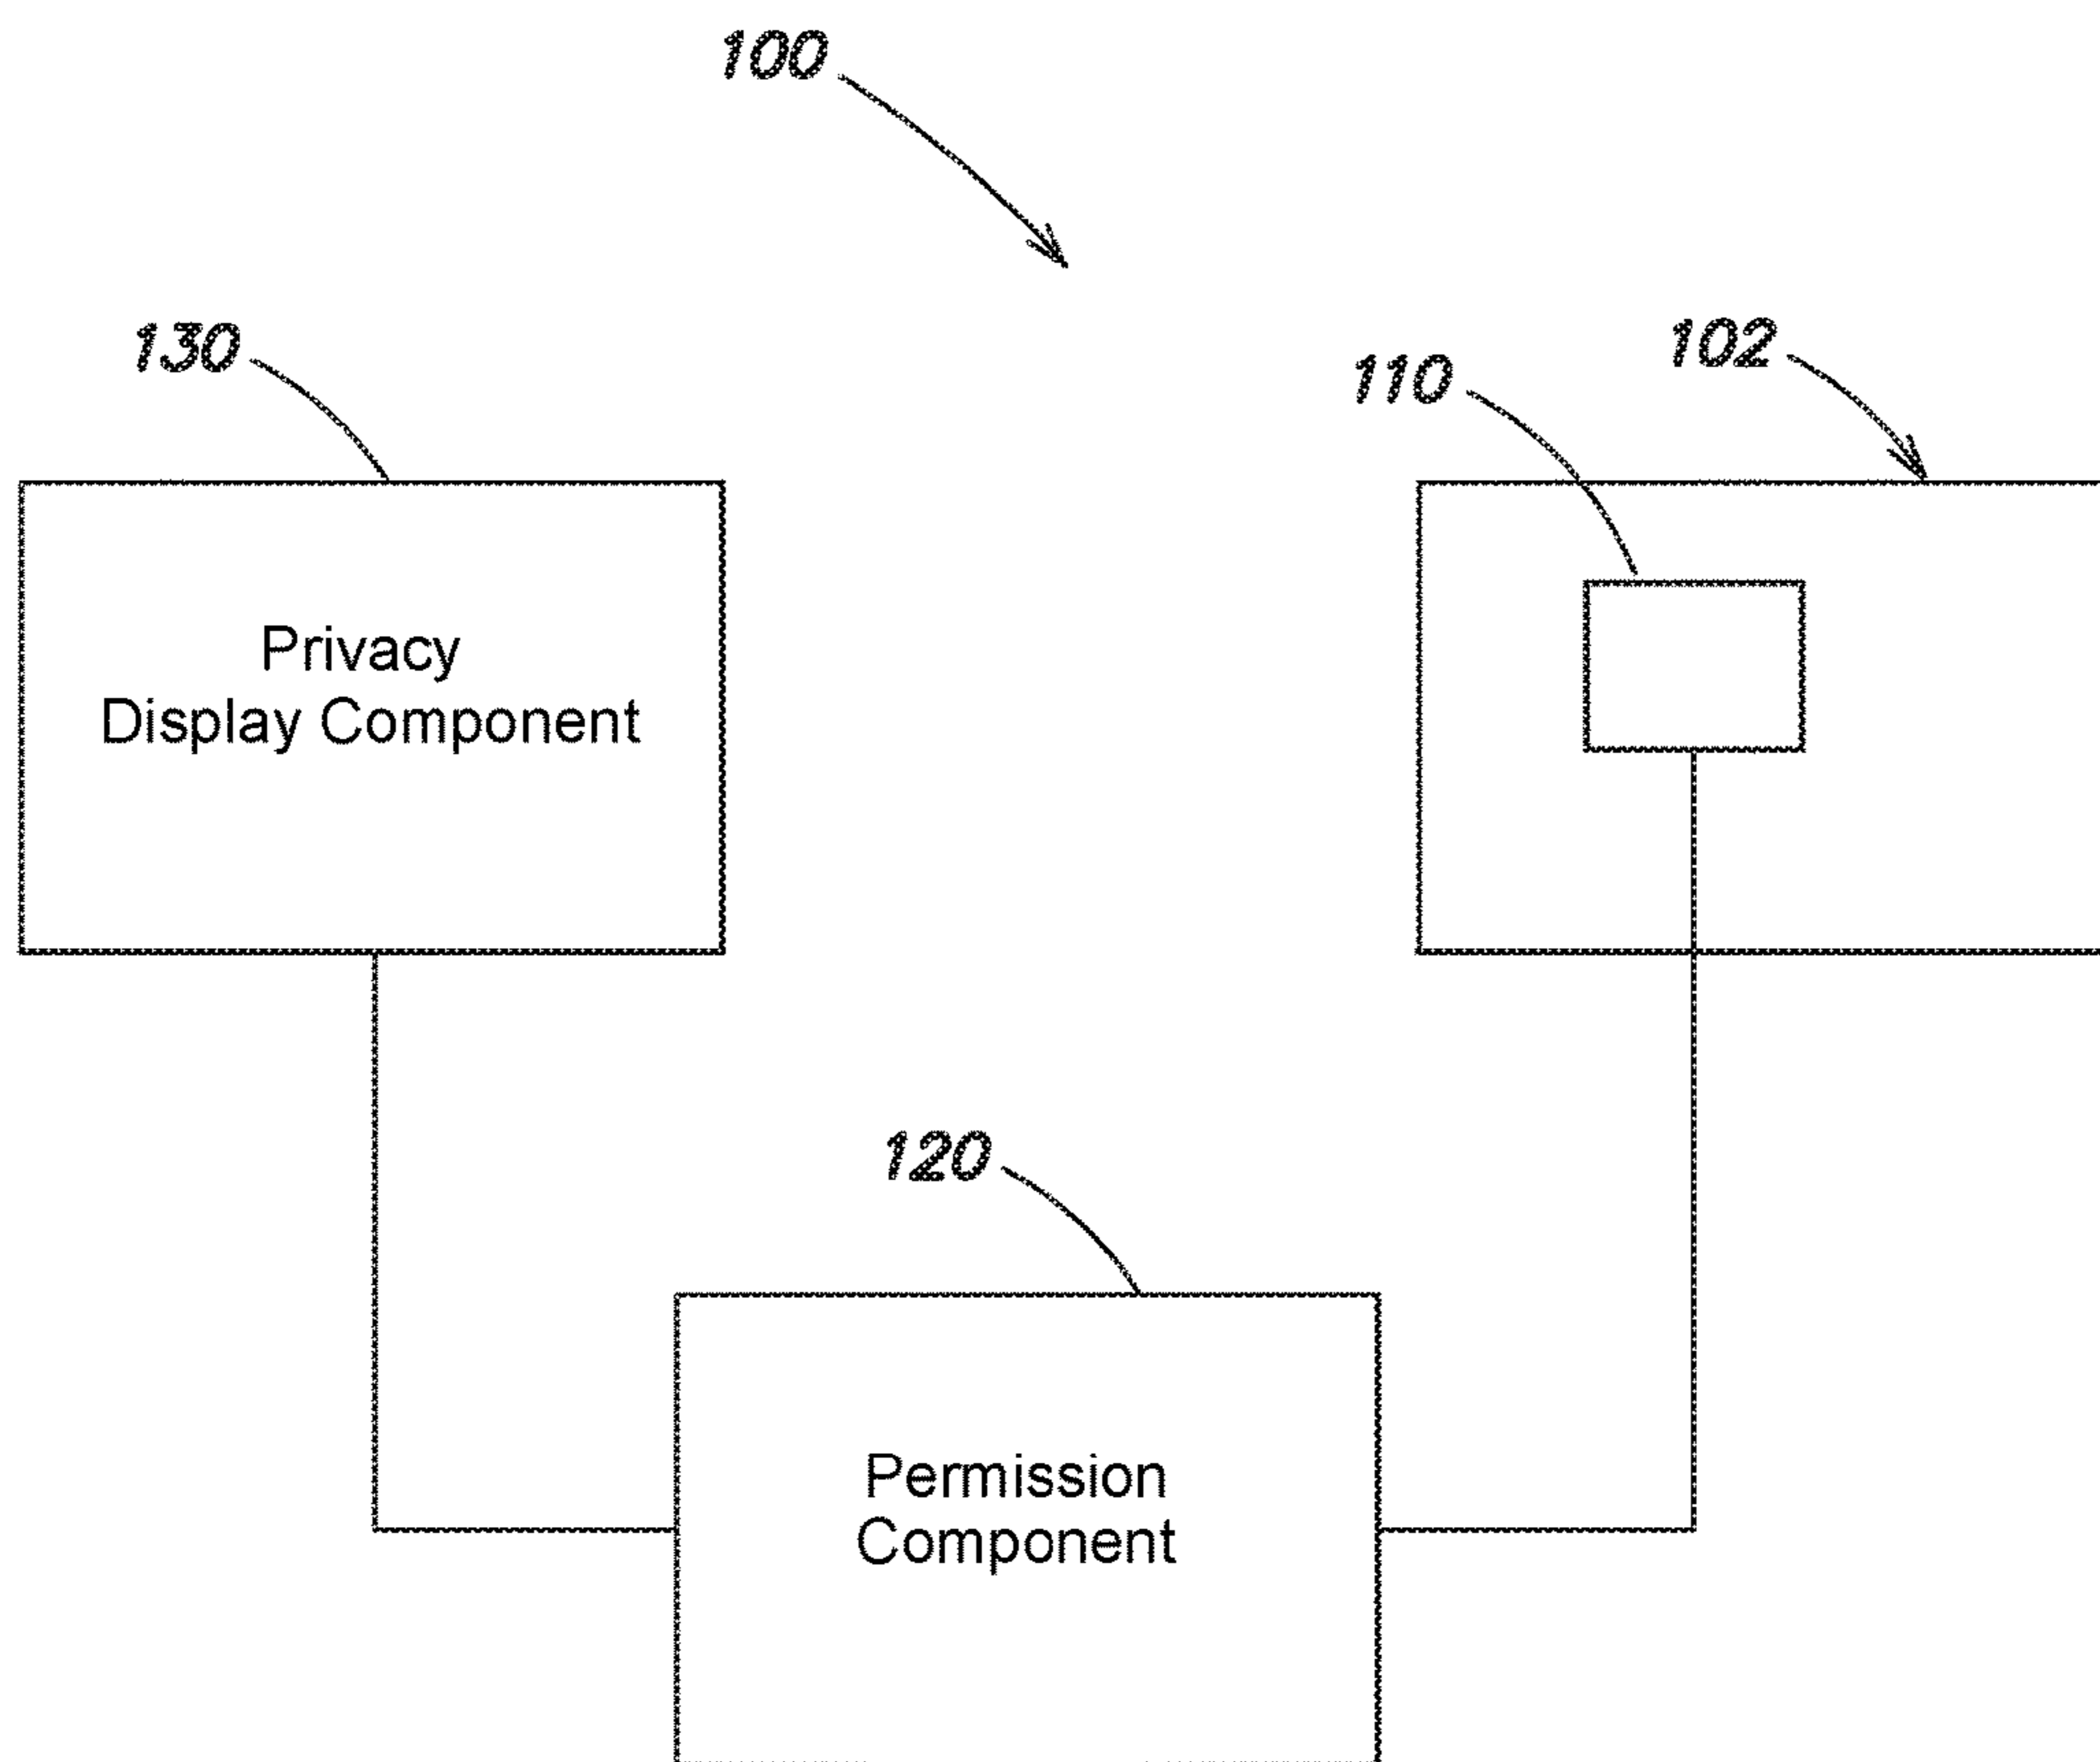 100
130
110
102
Privacy
Display Component
120
Permission
Component